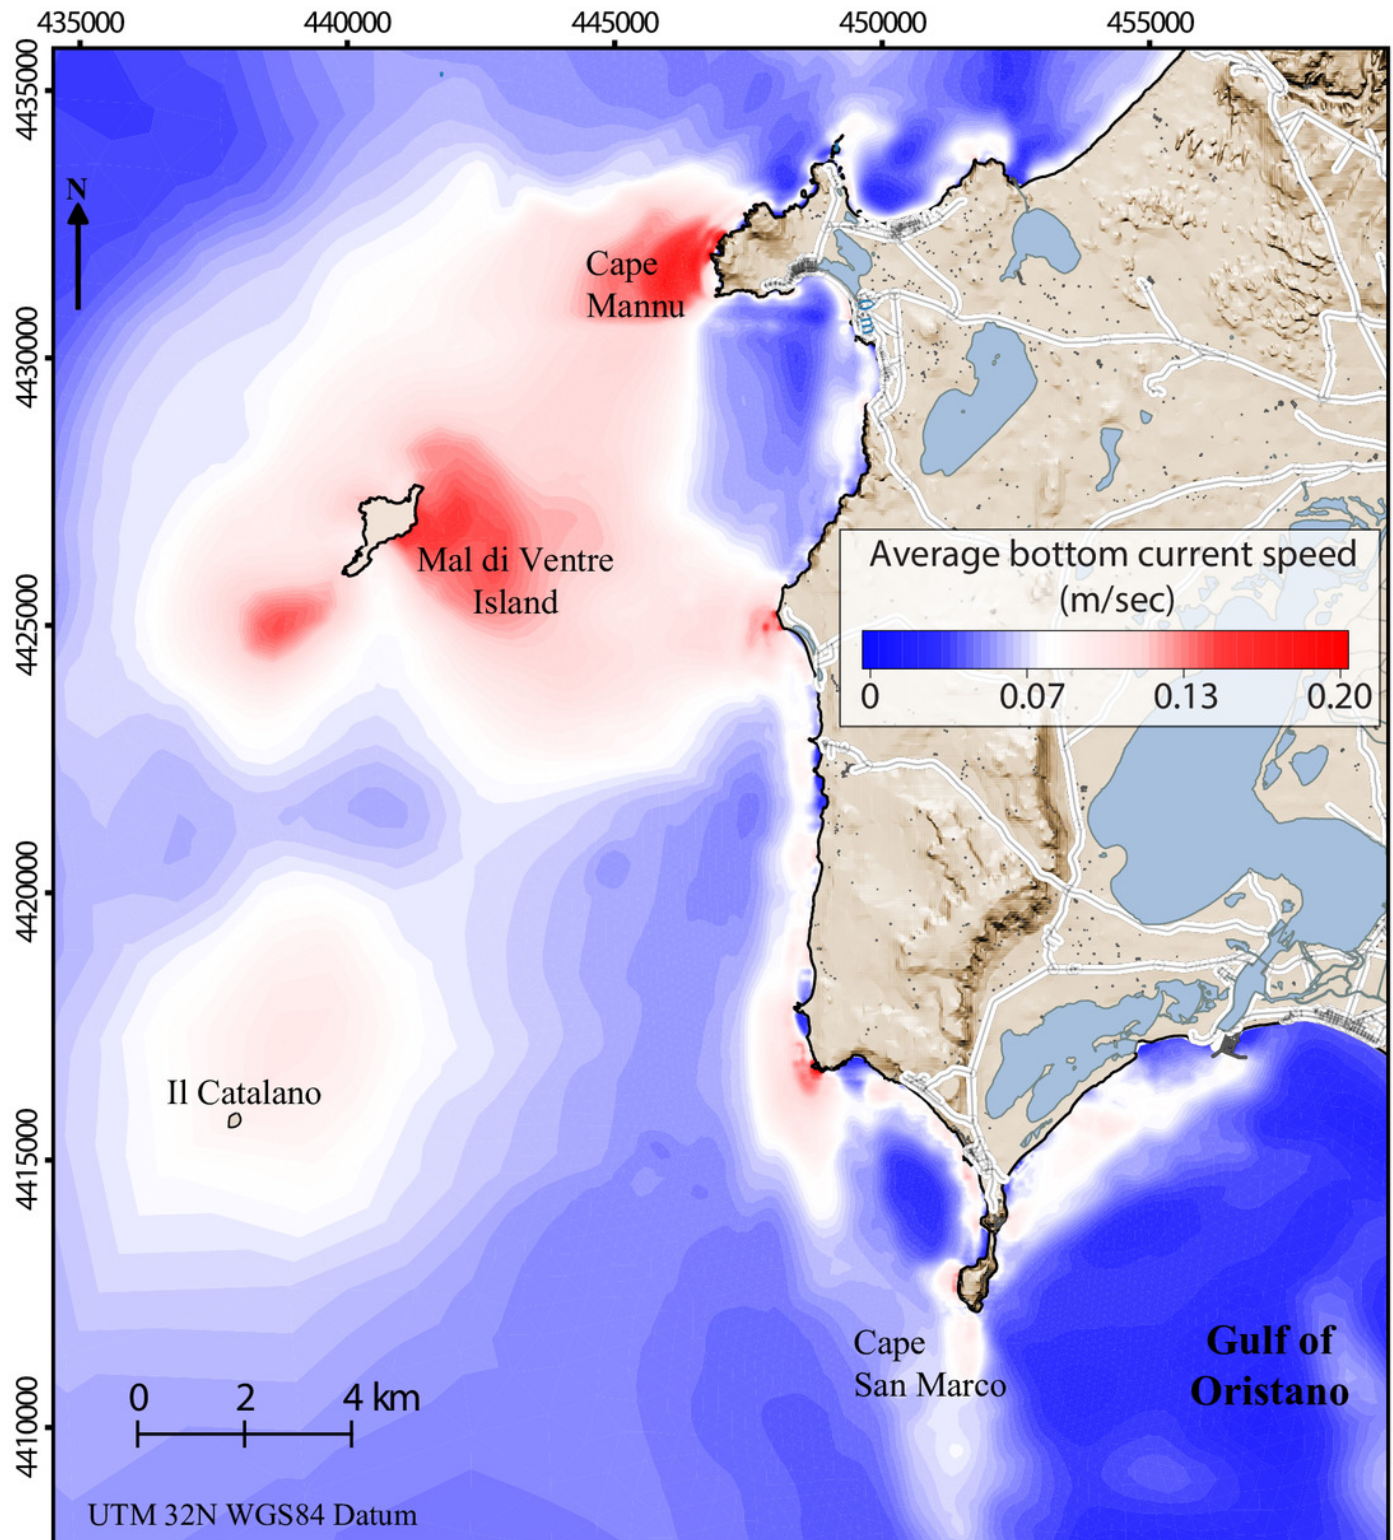 435000 440000 445000 450000 455000
4435000
4430000
4425000
4420000
4415000
4410000
N
Cape
Mannu
0 m
Mal di Ventre
Island
Average bottom current speed
(m/sec)
0 0.07 0.13 0.20
Il Catalano
Cape
San Marco
Gulf of
Oristano
0 2 4 km
UTM 32N WGS84 Datum